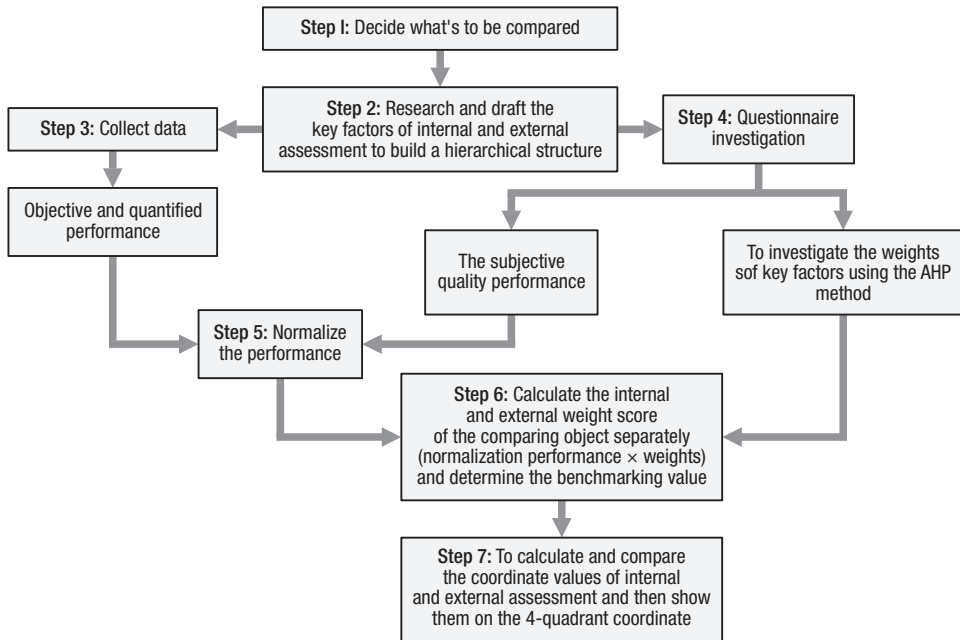 Step I: Decide what's to be compared
Step 2: Research and draft the
key factors of internal and external
assessment to build a hierarchical structure
Step 3: Collect data
Step 4: Questionnaire
investigation
Objective and quantified
performance
The subjective
quality performance
To investigate the weights
sof key factors using the AHP
method
Step 5: Normalize
the performance
Step 6: Calculate the internal
and external weight score
of the comparing object separately
(normalization performance × weights)
and determine the benchmarking value
Step 7: To calculate and compare
the coordinate values of internal
and external assessment and then show
them on the 4-quadrant coordinate